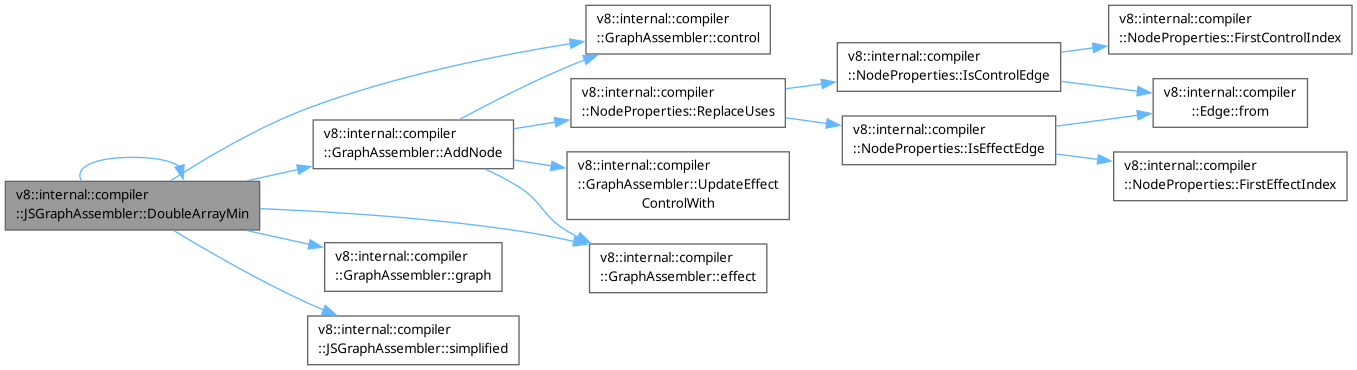 v8::internal::compiler
::JSGraphAssembler::DoubleArrayMin
v8::internal::compiler
::GraphAssembler::AddNode
v8::internal::compiler
::GraphAssembler::graph
v8::internal::compiler
::JSGraphAssembler::simplified
v8::internal::compiler
::GraphAssembler::control
v8::internal::compiler
::NodeProperties::ReplaceUses
v8::internal::compiler
::GraphAssembler::UpdateEffect
ControlWith
v8::internal::compiler
::GraphAssembler::effect
v8::internal::compiler
::NodeProperties::IsControlEdge
v8::internal::compiler
::NodeProperties::IsEffectEdge
v8::internal::compiler
::NodeProperties::FirstControlIndex
v8::internal::compiler
::Edge::from
v8::internal::compiler
::NodeProperties::FirstEffectIndex